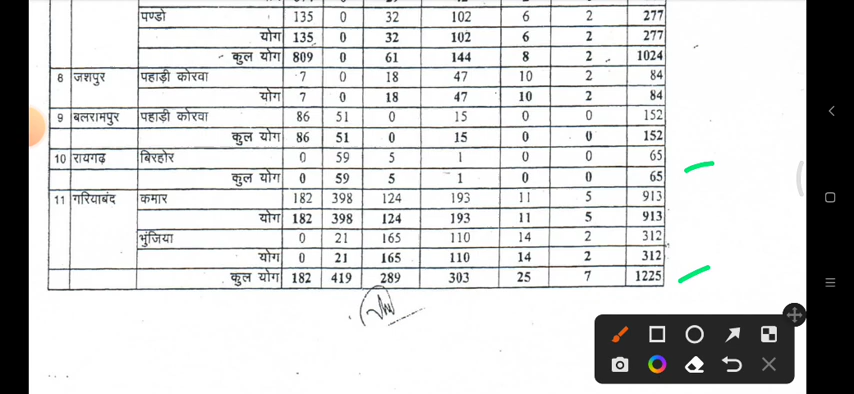 पण्डो 135 0 32 102 6 2 277
योग 135 0 32 102 6 2 277
कुल योग 809 0 61 144 8 2 1024
8 जशपुर पहाड़ी कोरवा 7 0 18 47 10 2 84
योग 7 0 18 47 10 2 84
9 बलरामपुर पहाड़ी कोरवा 86 51 0 15 0 0 152
कुल योग 86 51 0 15 0 0 152
10 रायगढ़ बिरहोर 0 59 5 1 0 0 65
कुल योग 0 59 5 1 0 0 65
11 गरियाबंद कमार 182 398 124 193 11 5 913
योग 182 398 124 193 11 5 913
भुंजिया 0 21 165 110 14 2 312
योग 0 21 165 110 14 2 312
कुल योग 182 419 289 303 25 7 1225